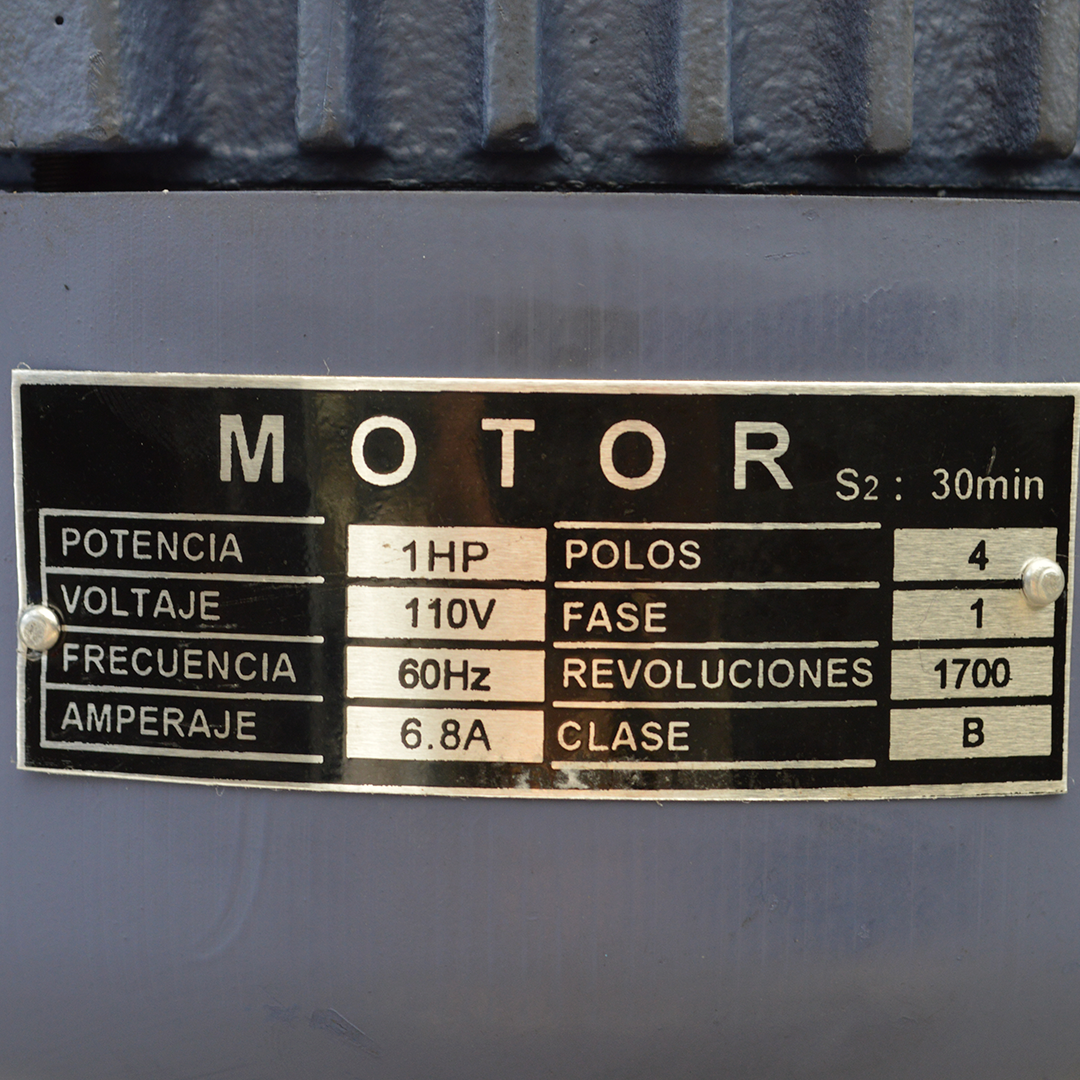 MOTOR S2: 30min
POTENCIA 1HP POLOS 4
VOLTAJE 110V FASE 1
FRECUENCIA 60Hz REVOLUCIONES 1700
AMPERAJE 6.8A CLASE B